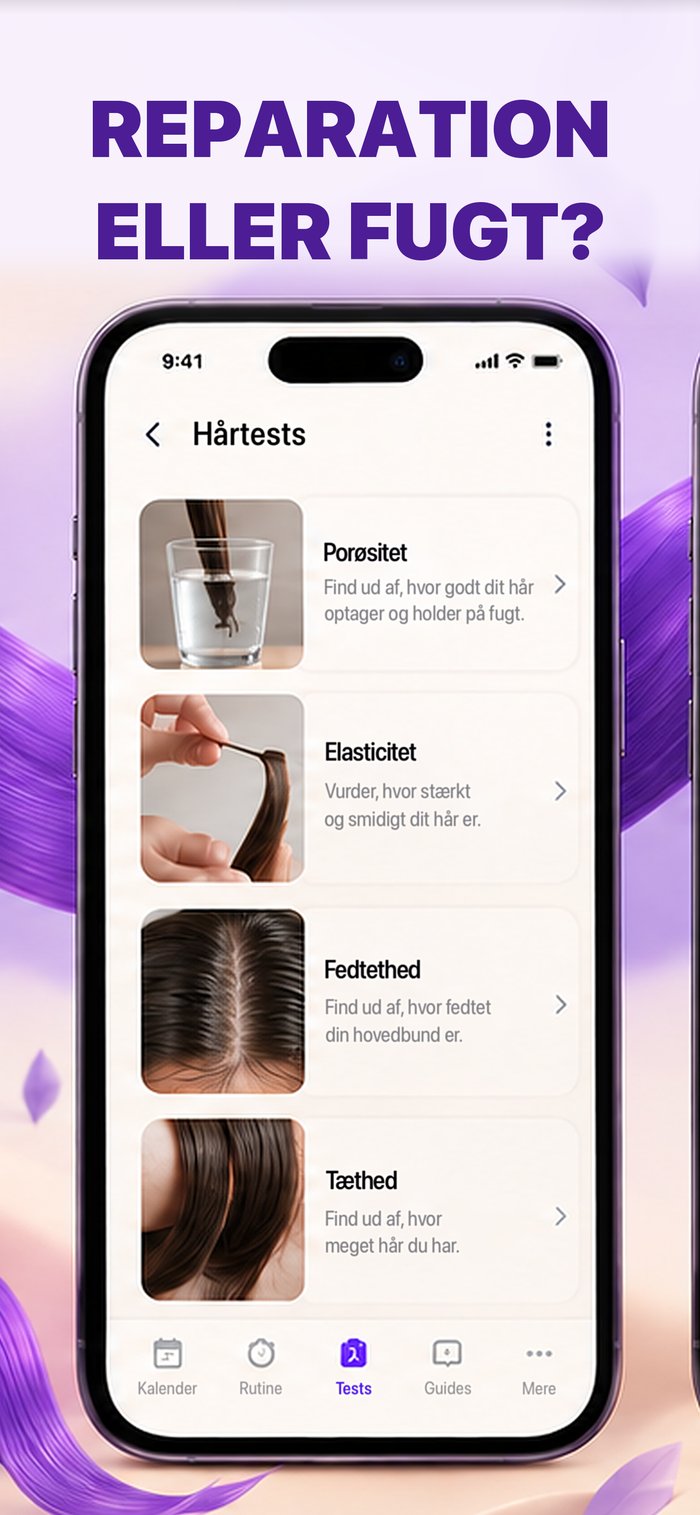 REPARATION
ELLER FUGT?
9:41
Hårtests
Porøsitet
Find ud af, hvor godt dit hår
optager og holder på fugt.
Elasticitet
Vurder, hvor stærkt
og smidigt dit hår er.
Fedtethed
Find ud af, hvor fedtet
din hovedbund er.
Tæthed
Find ud af, hvor
meget hår du har.
Kalender
Rutine
Tests
Guides
Mere